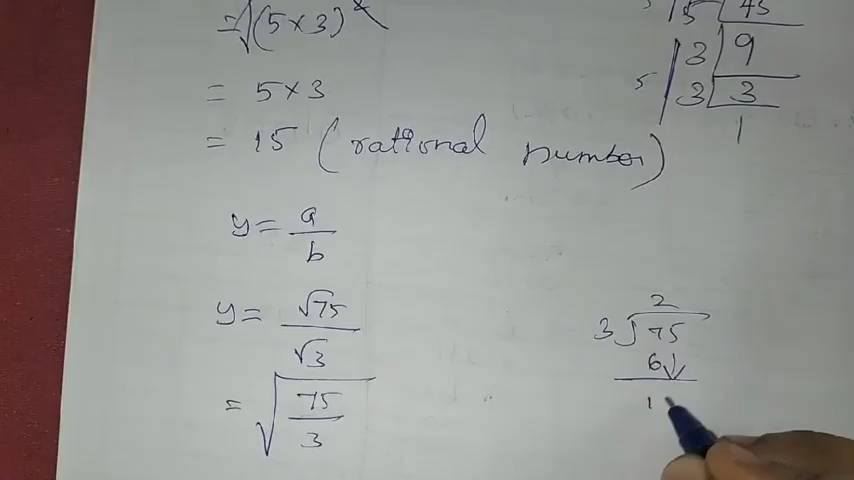 = √(5 × 3)²
= 5 × 3
= 15 (rational number)
y = a/b
y = √75/√3
= √(75/3)
5 | 15 | 45
3 | 9
5 | 3 | 3
1
2
3 ) 75
6↓
1